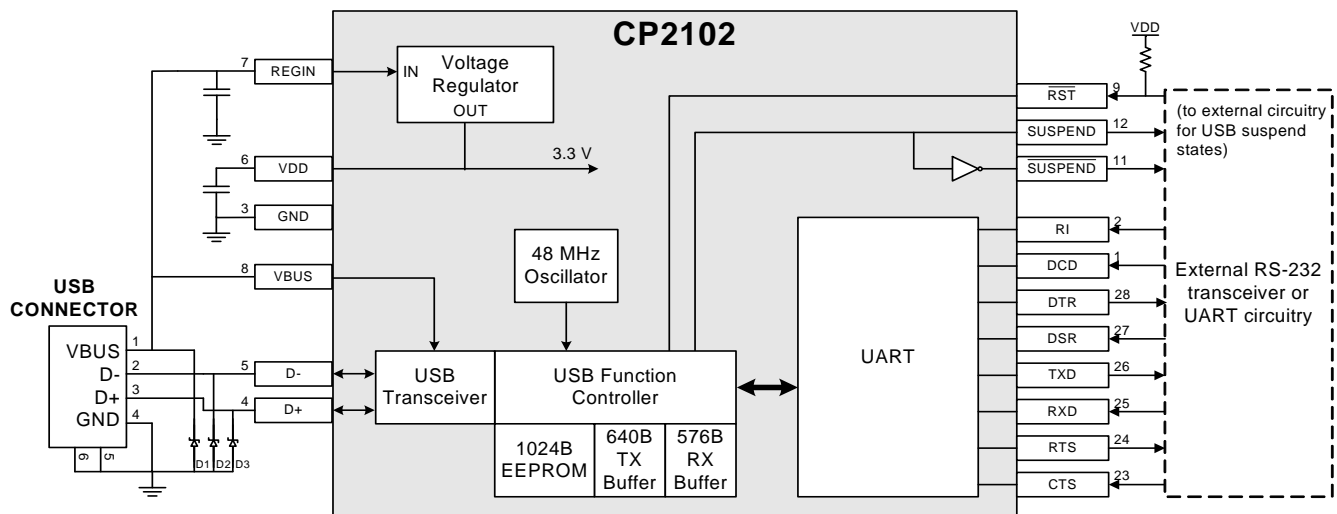 CP2102
7
REGIN
IN
Voltage
Regulator
OUT
6
VDD
3.3 V
3
GND
8
VBUS
48 MHz
Oscillator
USB
CONNECTOR
VBUS
D-
D+
GND
1
2
3
4
6
5
D1
D2
D3
5
D-
4
D+
USB
Transceiver
USB Function
Controller
1024B
EEPROM
640B
TX
Buffer
576B
RX
Buffer
UART
VDD
RST
9
SUSPEND
12
SUSPEND
11
RI
2
DCD
1
DTR
28
DSR
27
TXD
26
RXD
25
RTS
24
CTS
23
(to external circuitry
for USB suspend
states)
External RS-232
transceiver or
UART circuitry